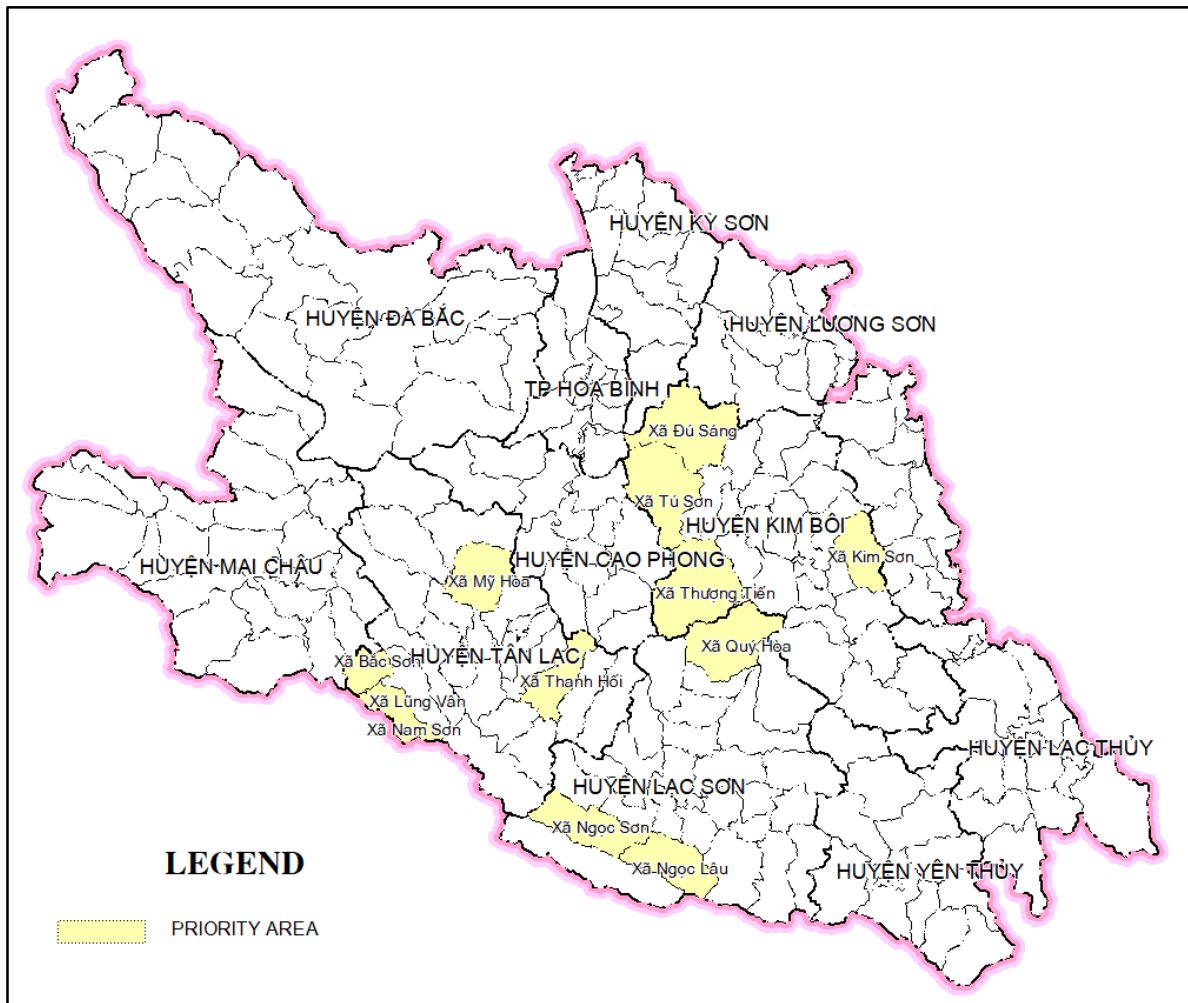 HUYỆN KỲ SƠN
HUYỆN ĐÀ BẮC
HUYỆN LƯƠNG SƠN
TP HÒA BÌNH
Xã Đú Sáng
Xã Tú Sơn
HUYỆN KIM BÔI
Xã Kim Sơn
HUYỆN CAO PHONG
HUYỆN MAI CHÂU
Xã Mỹ Hòa
Xã Thượng Tiến
Xã Quý Hòa
HUYỆN TÂN LẠC
Xã Bắc Sơn
Xã Thanh Hối
Xã Lũng Vân
Xã Nam Sơn
HUYỆN LẠC THỦY
HUYỆN LẠC SƠN
Xã Ngọc Sơn
Xã Ngọc Lâu
HUYỆN YÊN THỦY
LEGEND
PRIORITY AREA